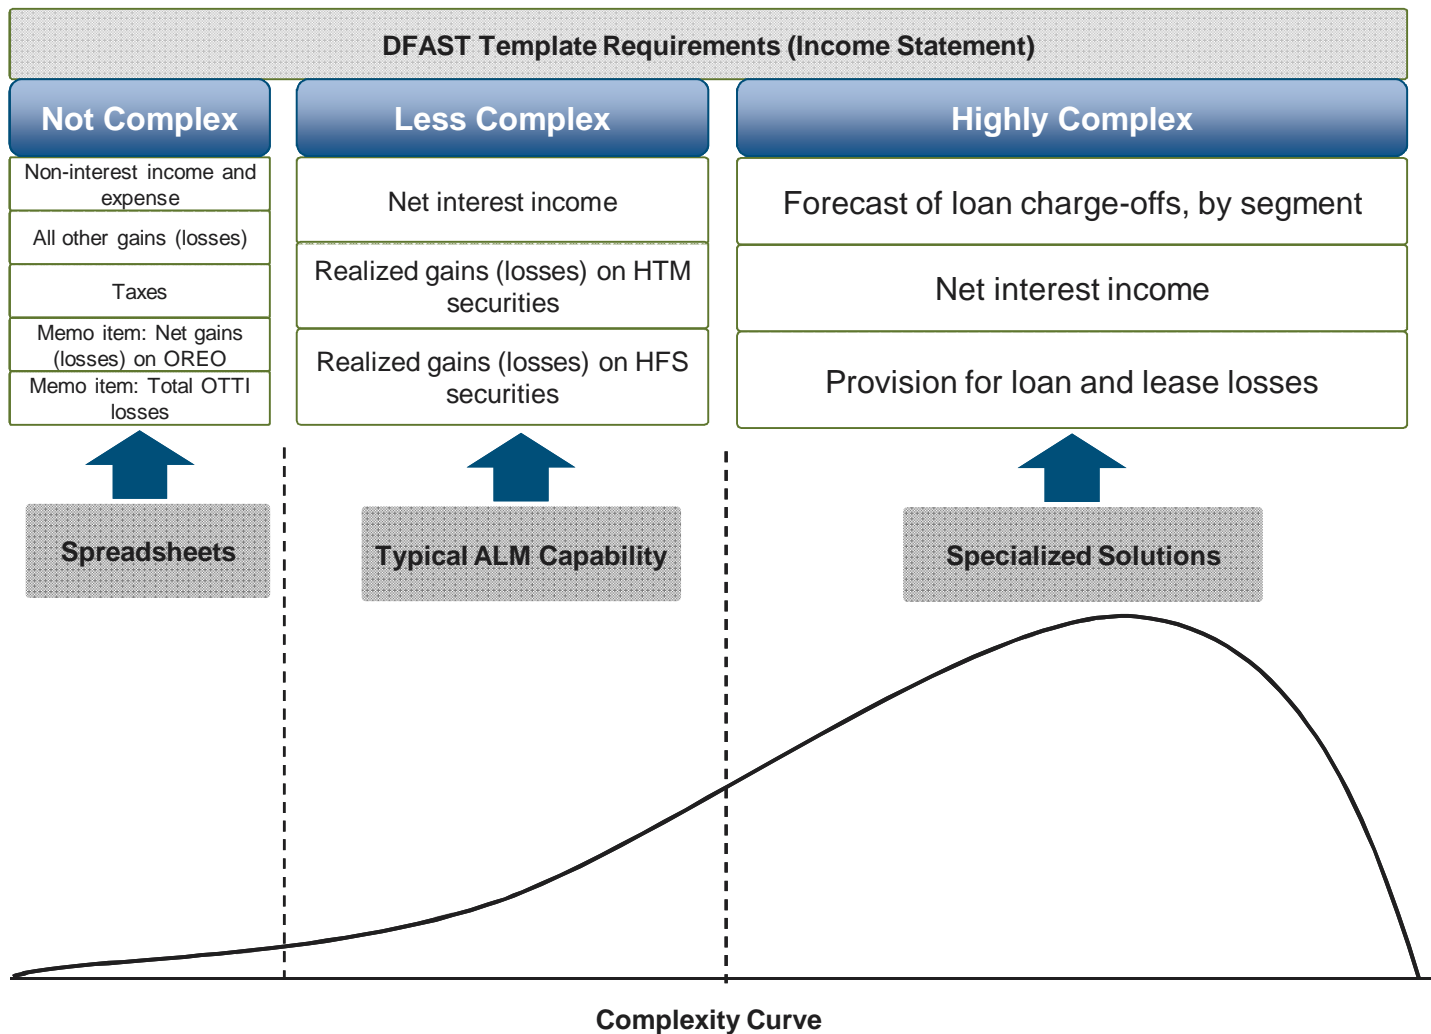 DFAST Template Requirements (Income Statement)
Not Complex
Non-interest income and
expense
All other gains (losses)
Taxes
Memo item: Net gains
(losses) on OREO
Memo item: Total OTTI
losses
Spreadsheets
Less Complex
Net interest income
Realized gains (losses) on HTM
securities
Realized gains (losses) on HFS
securities
Typical ALM Capability
Highly Complex
Forecast of loan charge-offs, by segment
Net interest income
Provision for loan and lease losses
Specialized Solutions
Complexity Curve